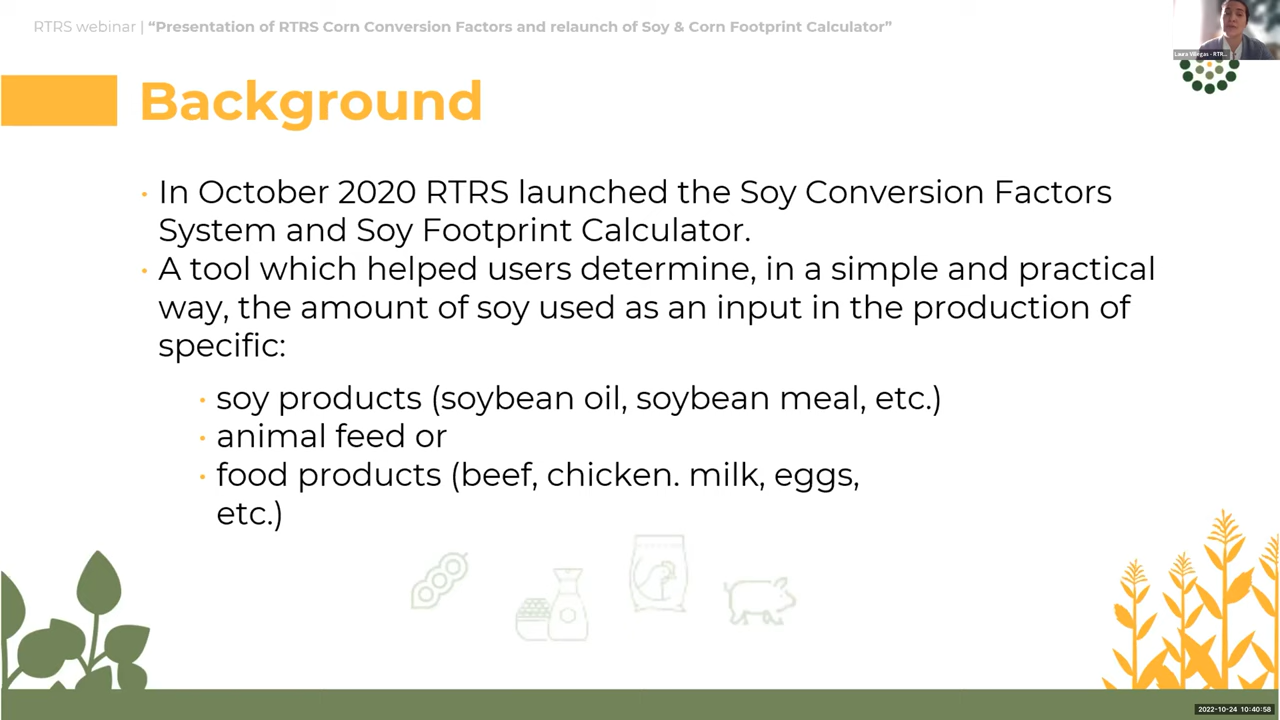 RTRS webinar | “Presentation of RTRS Corn Conversion Factors and relaunch of Soy & Corn Footprint Calculator”
Laura Villegas - RTR...
Background
• In October 2020 RTRS launched the Soy Conversion Factors
System and Soy Footprint Calculator.
• A tool which helped users determine, in a simple and practical
way, the amount of soy used as an input in the production of
specific:
• soy products (soybean oil, soybean meal, etc.)
• animal feed or
• food products (beef, chicken. milk, eggs,
etc.)
2022-10-24 10:40:58